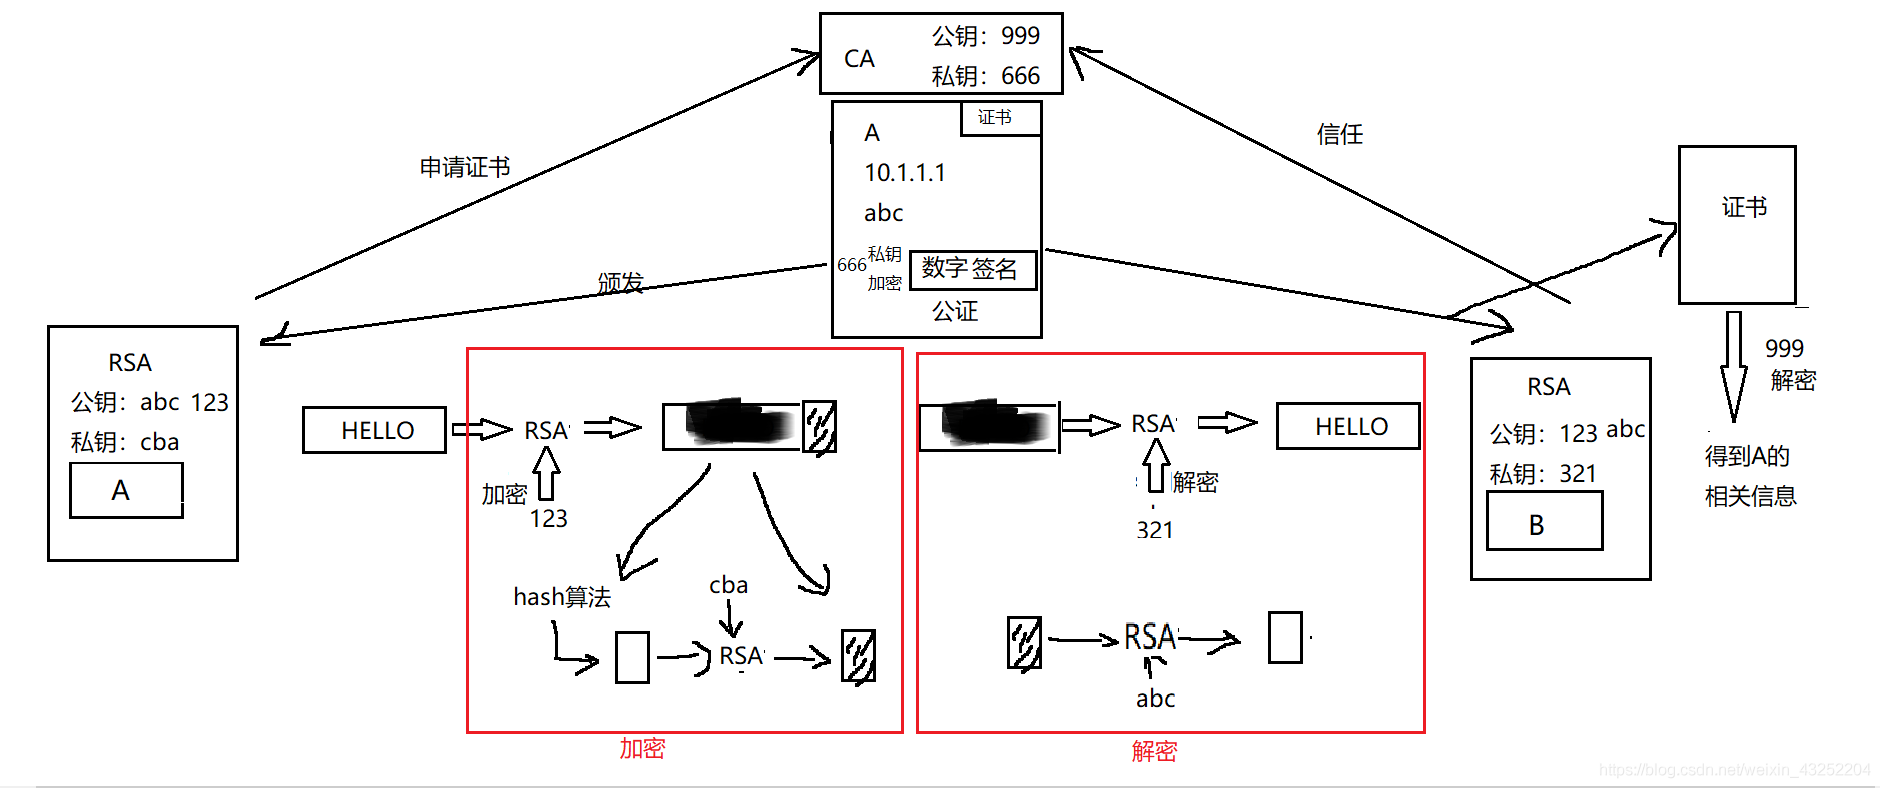 CA
公钥：999
私钥：666
证书
A
10.1.1.1
abc
666
私钥
加密
数字签名
公证
申请证书
颁发
信任
证书
999
解密
得到A的
相关信息
RSA
公钥：abc 123
私钥：cba
A
HELLO
RSA
加密
123
hash算法
cba
RSA
加密
RSA
解密
321
HELLO
RSA
abc
解密
RSA
公钥：123 abc
私钥：321
B
https://blog.csdn.net/weixin_43252204